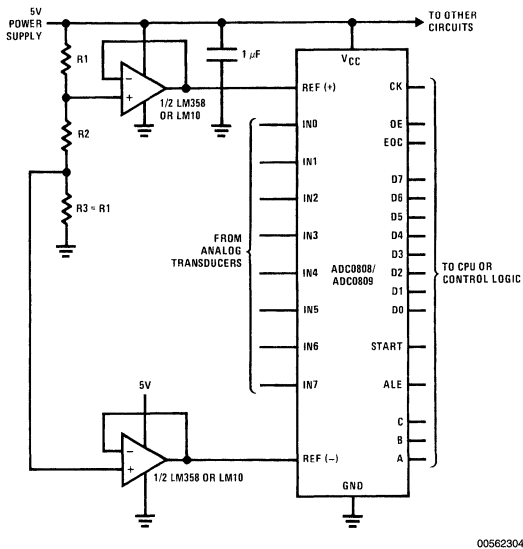 5V
POWER
SUPPLY
TO OTHER
CIRCUITS
R1
1 μF
VCC
REF (+)
CK
−
+
1/2 LM358
OR LM10
IN0
OE
EOC
R2
IN1
D7
IN2
D6
D5
R3 = R1
IN3
D4
FROM
ANALOG
TRANSDUCERS
D3
IN4
ADC0808/
ADC0809
D2
TO CPU OR
CONTROL LOGIC
D1
IN5
D0
IN6
START
IN7
ALE
5V
C
B
−
+
REF (−)
A
1/2 LM358 OR LM10
GND
00562304